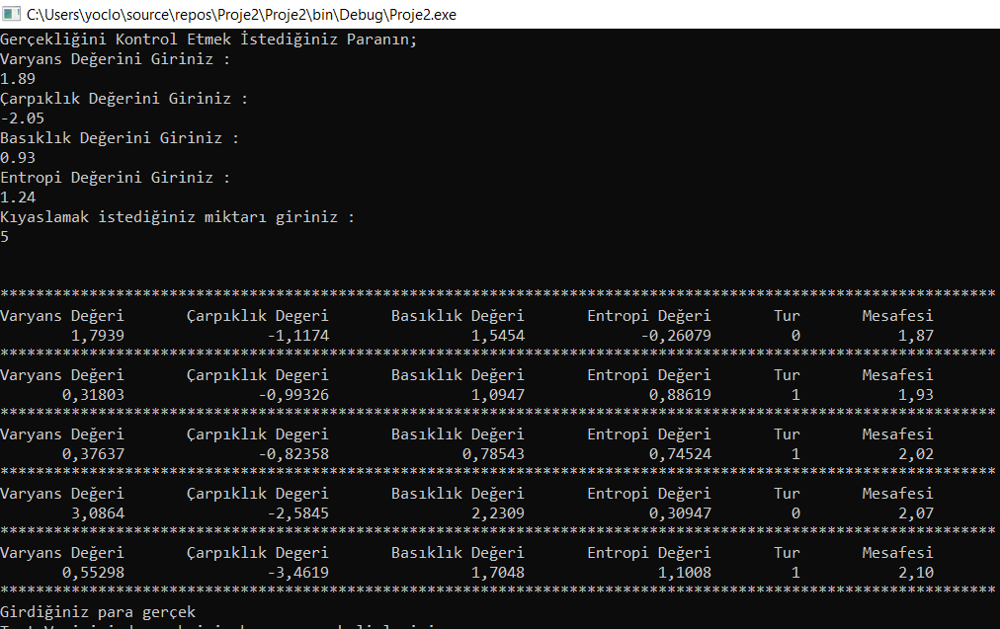 C:\Users\yoclo\source\repos\Proje2\Proje2\bin\Debug\Proje2.exe
Gerçekliğini Kontrol Etmek İstediğiniz Paranın;
Varyans Değerini Giriniz :
1.89
Çarpıklık Değerini Giriniz :
-2.05
Basıklık Değerini Giriniz :
0.93
Entropi Değerini Giriniz :
1.24
Kıyaslamak istediğiniz miktarı giriniz :
5
****************************************************************************************************************
Varyans Değeri Çarpıklık Degeri Basıklık Değeri Entropi Değeri Tur Mesafesi
1,7939 -1,1174 1,5454 -0,26079 0 1,87
****************************************************************************************************************
Varyans Değeri Çarpıklık Degeri Basıklık Değeri Entropi Değeri Tur Mesafesi
0,31803 -0,99326 1,0947 0,88619 1 1,93
****************************************************************************************************************
Varyans Değeri Çarpıklık Degeri Basıklık Değeri Entropi Değeri Tur Mesafesi
0,37637 -0,82358 0,78543 0,74524 1 2,02
****************************************************************************************************************
Varyans Değeri Çarpıklık Degeri Basıklık Değeri Entropi Değeri Tur Mesafesi
3,0864 -2,5845 2,2309 0,30947 0 2,07
****************************************************************************************************************
Varyans Değeri Çarpıklık Degeri Basıklık Değeri Entropi Değeri Tur Mesafesi
0,55298 -3,4619 1,7048 1,1008 1 2,10
****************************************************************************************************************
Girdiğiniz para gerçek